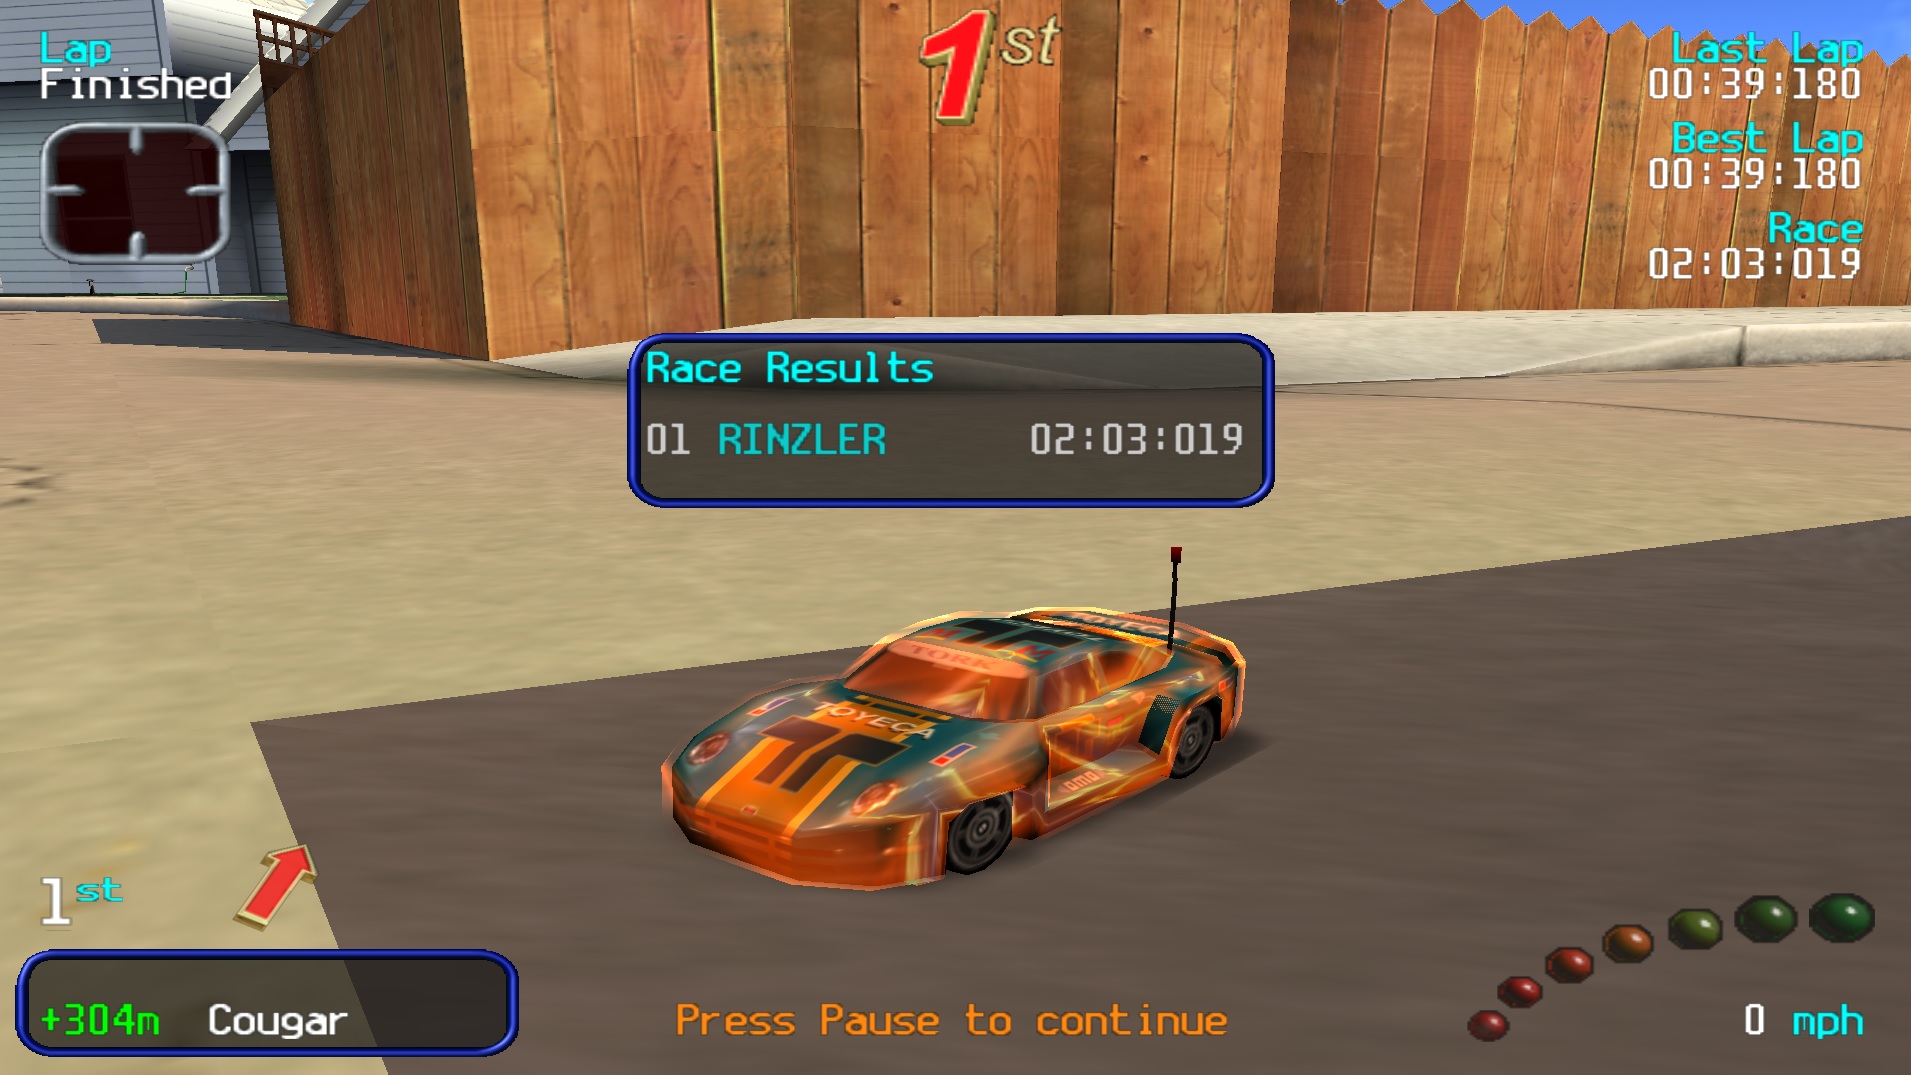 Lap
Finished
1st
Last Lap
00:39:180
Best Lap
00:39:180
Race
02:03:019
Race Results
01 RINZLER 02:03:019
TORK
TOYECA
1st
+304m Cougar
Press Pause to continue
0 mph